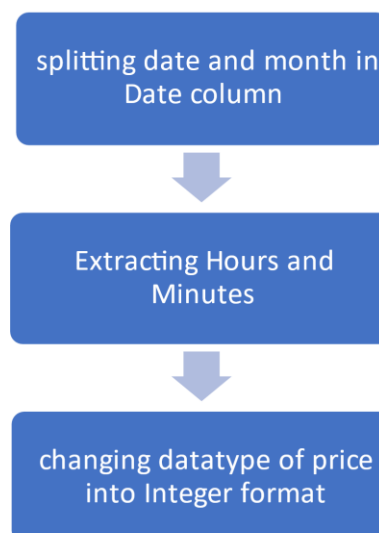 splitting date and month in
Date column
Extracting Hours and
Minutes
changing datatype of price
into Integer format